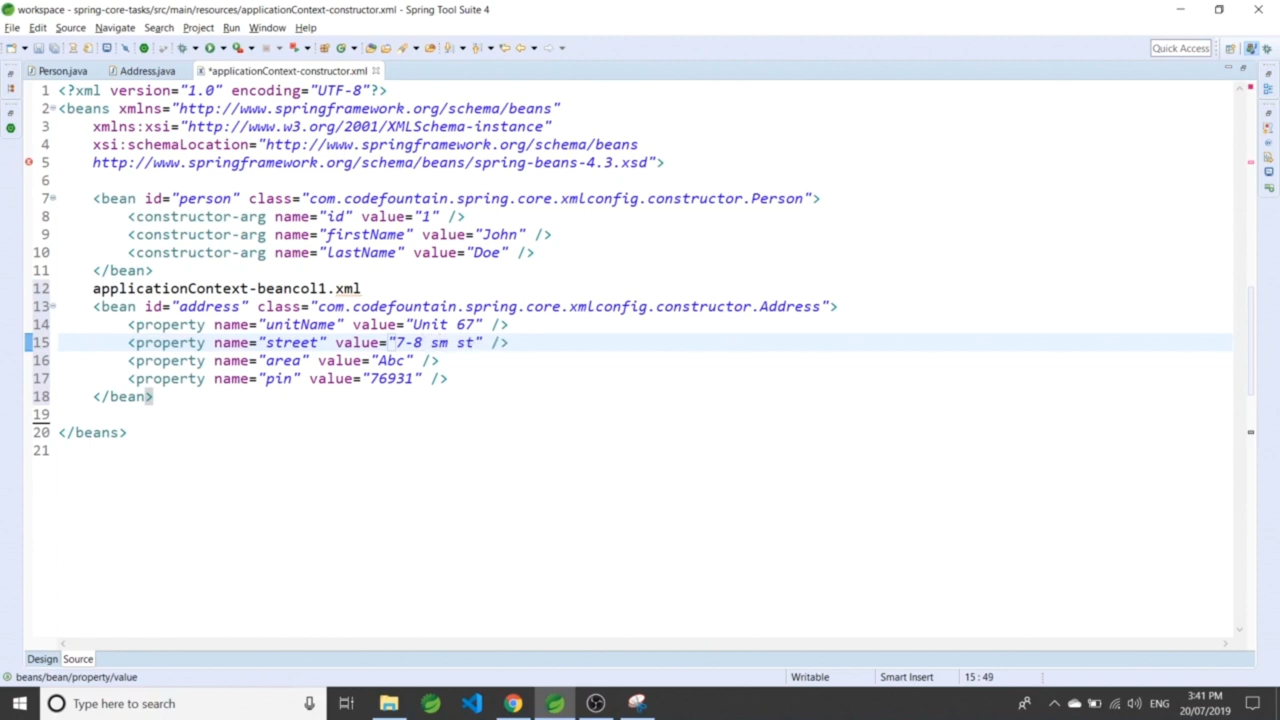 workspace - spring-core-tasks/src/main/resources/applicationContext-constructor.xml - Spring Tool Suite 4
File Edit Source Navigate Search Project Run Window Help
Quick Access
Person.java Address.java *applicationContext-constructor.xml
1 <?xml version="1.0" encoding="UTF-8"?>
2 <beans xmlns="http://www.springframework.org/schema/beans"
3 xmlns:xsi="http://www.w3.org/2001/XMLSchema-instance"
4 xsi:schemaLocation="http://www.springframework.org/schema/beans
5 http://www.springframework.org/schema/beans/spring-beans-4.3.xsd">
6
7 <bean id="person" class="com.codefountain.spring.core.xmlconfig.constructor.Person">
8 <constructor-arg name="id" value="1" />
9 <constructor-arg name="firstName" value="John" />
10 <constructor-arg name="lastName" value="Doe" />
11 </bean>
12 applicationContext-beancol1.xml
13 <bean id="address" class="com.codefountain.spring.core.xmlconfig.constructor.Address">
14 <property name="unitName" value="Unit 67" />
15 <property name="street" value="7-8 sm st" />
16 <property name="area" value="Abc" />
17 <property name="pin" value="76931" />
18 </bean>
19
20 </beans>
21
Design Source
beans/bean/property/value Writable Smart Insert 15 : 49
Type here to search ENG 3:41 PM
20/07/2019